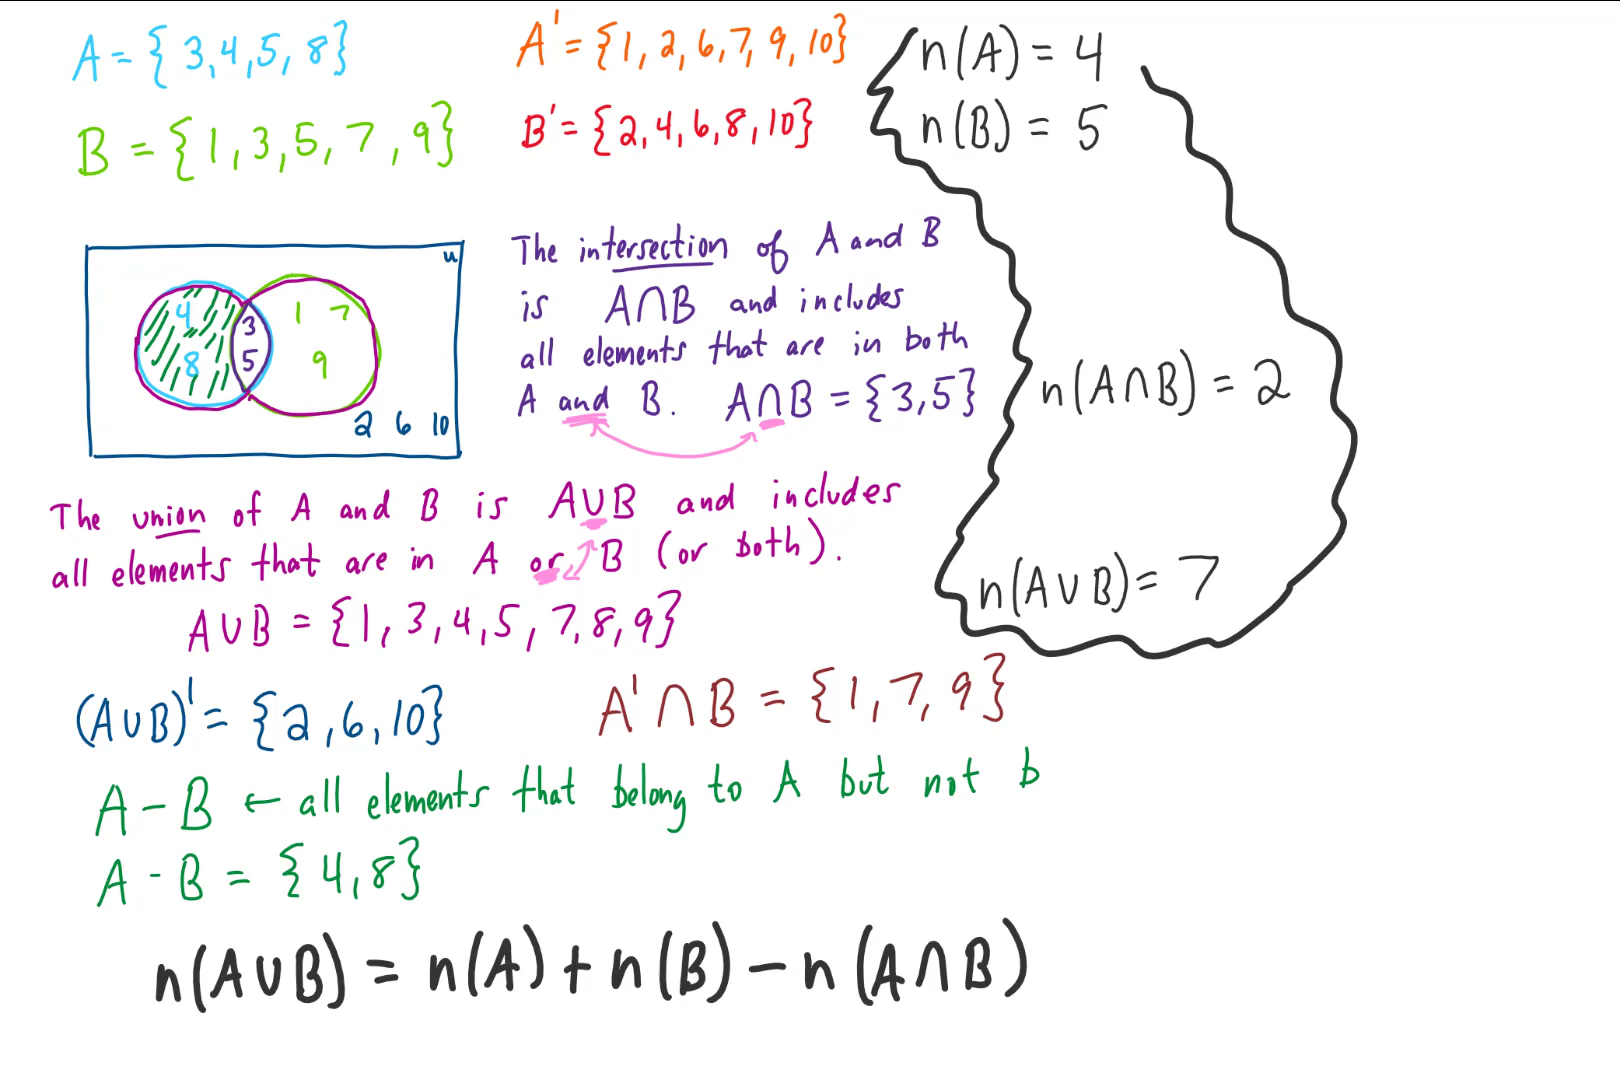 A = { 3,4,5, 8}
A' = {1, 2, 6, 7, 9, 10}
n(A) = 4
B = {1,3,5,7,9}
B' = {2,4,6,8,10}
n(B) = 5
u
4
8
3
5
1 7
9
2 6 10
The intersection of A and B
is A∩B and includes
all elements that are in both
A and B. A∩B = {3,5}
n(A∩B) = 2
The union of A and B is A∪B and includes
all elements that are in A or B (or both).
A∪B = {1, 3, 4, 5, 7, 8, 9}
n(A∪B) = 7
(A∪B)' = {2, 6, 10}
A' ∩ B = {1, 7, 9}
A - B ← all elements that belong to A but not b
A - B = {4,8}
n(A∪B) = n(A) + n(B) - n(A∩B)